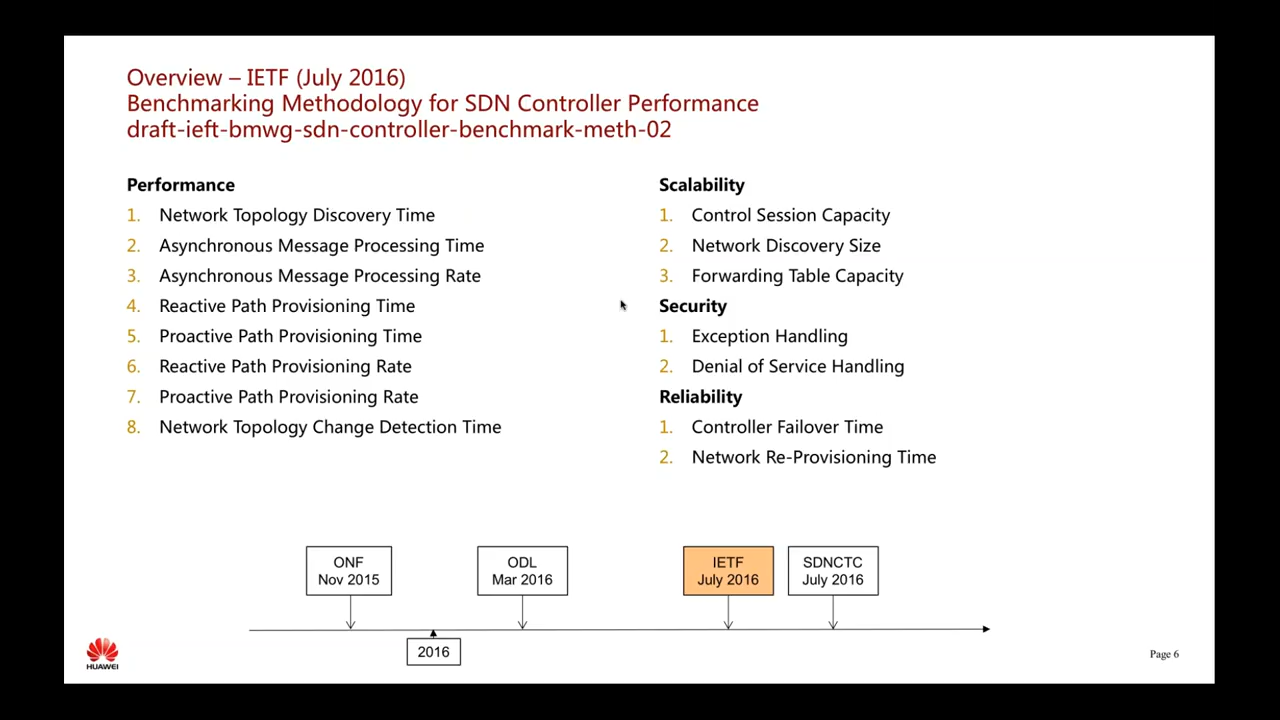 Overview – IETF (July 2016)
Benchmarking Methodology for SDN Controller Performance
draft-ieft-bmwg-sdn-controller-benchmark-meth-02
Performance
1. Network Topology Discovery Time
2. Asynchronous Message Processing Time
3. Asynchronous Message Processing Rate
4. Reactive Path Provisioning Time
5. Proactive Path Provisioning Time
6. Reactive Path Provisioning Rate
7. Proactive Path Provisioning Rate
8. Network Topology Change Detection Time
Scalability
1. Control Session Capacity
2. Network Discovery Size
3. Forwarding Table Capacity
Security
1. Exception Handling
2. Denial of Service Handling
Reliability
1. Controller Failover Time
2. Network Re-Provisioning Time
ONF
Nov 2015
ODL
Mar 2016
IETF
July 2016
SDNCTC
July 2016
2016
HUAWEI
Page 6